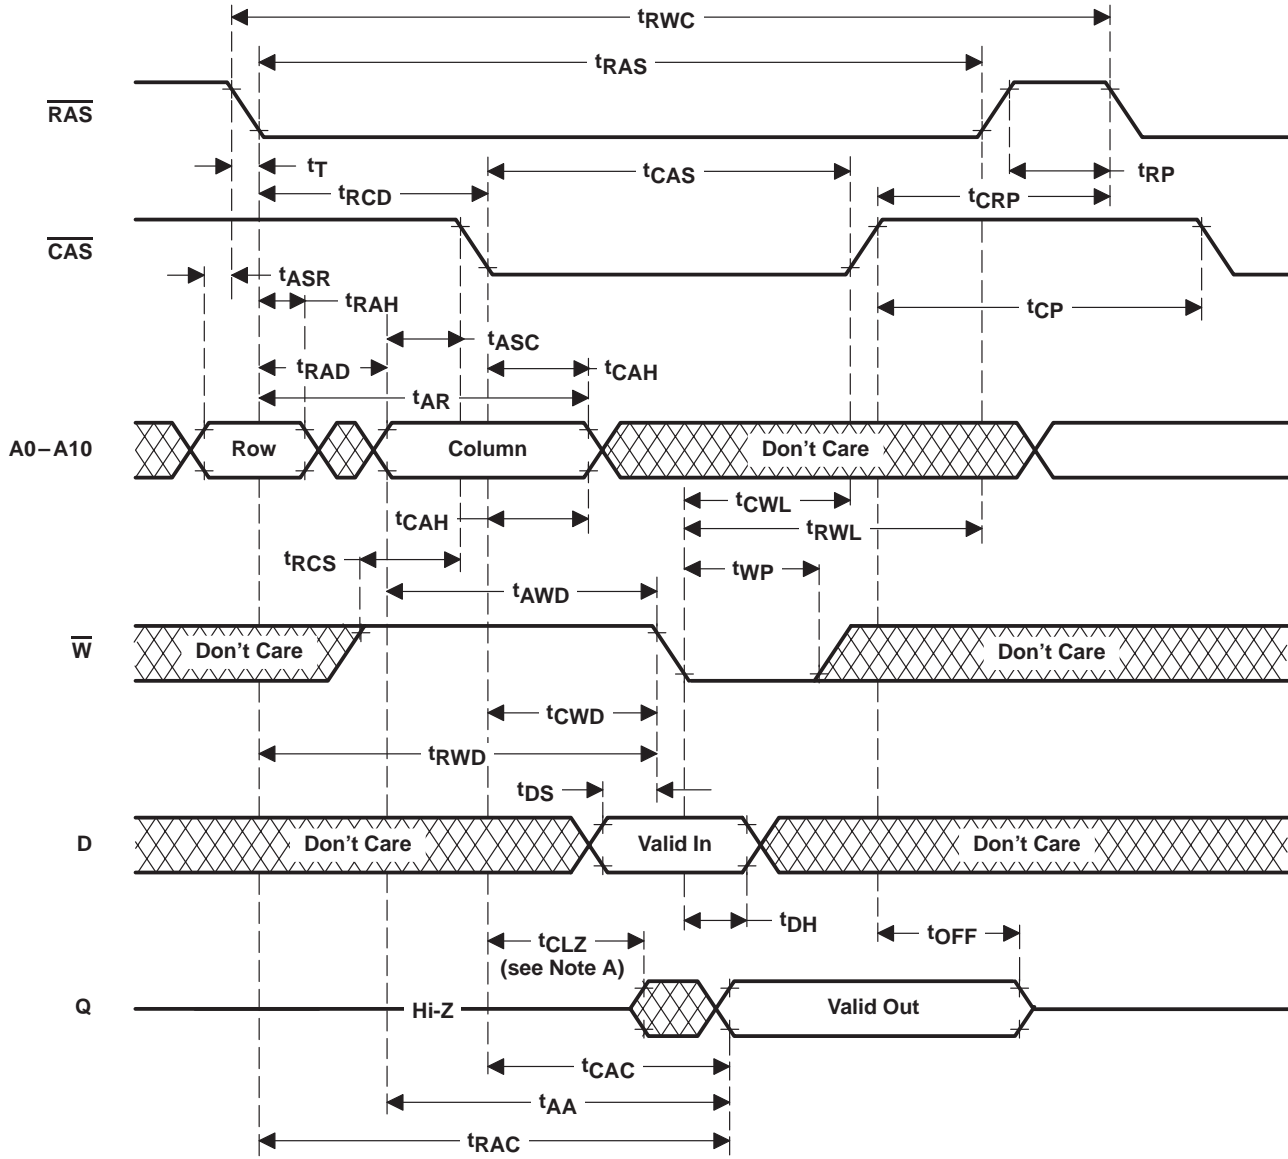 tRWC
tRAS
RAS
tT
tCAS
tRP
tRCD
tCRP
CAS
tASR
tRAH
tCP
tASC
tRAD
tCAH
tAR
A0–A10
Row
Column
Don't Care
tCWL
tCAH
tRWL
tRCS
tWP
tAWD
W
Don't Care
Don't Care
tCWD
tRWD
tDS
D
Don't Care
Valid In
Don't Care
tDH
tCLZ
(see Note A)
tOFF
Q
Hi-Z
Valid Out
tCAC
tAA
tRAC